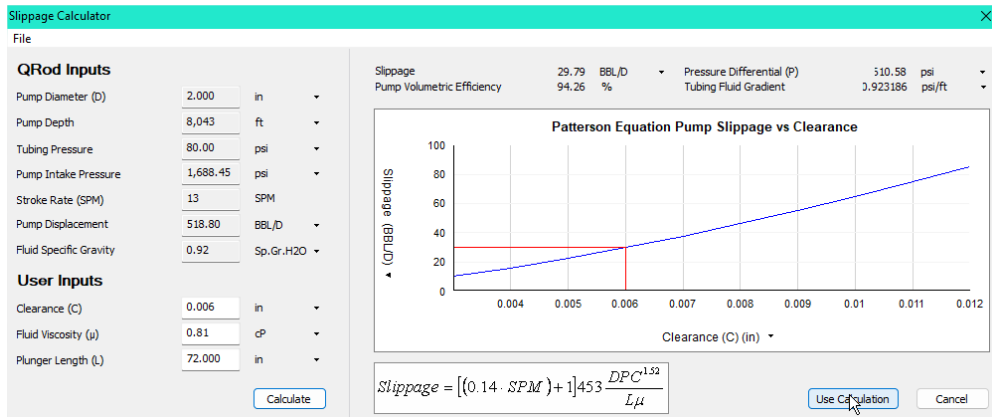 Slippage Calculator
File
QRod Inputs
Pump Diameter (D) 2.000 in
Pump Depth 8,043 ft
Tubing Pressure 80.00 psi
Pump Intake Pressure 1,688.45 psi
Stroke Rate (SPM) 13 SPM
Pump Displacement 518.80 BBL/D
Fluid Specific Gravity 0.92 Sp.Gr.H2O
User Inputs
Clearance (C) 0.006 in
Fluid Viscosity (µ) 0.81 cP
Plunger Length (L) 72.000 in
Calculate
Slippage 29.79 BBL/D Pressure Differential (P) 510.58 psi
Pump Volumetric Efficiency 94.26 % Tubing Fluid Gradient 0.923186 psi/ft
Patterson Equation Pump Slippage vs Clearance
Slippage (BBL/D)
100
80
60
40
20
0
0.004 0.005 0.006 0.007 0.008 0.009 0.01 0.011 0.012
Clearance (C) (in)
Slippage = [(0.14 · SPM) + 1]453 DPC^1.52 / Lµ
Use Calculation Cancel